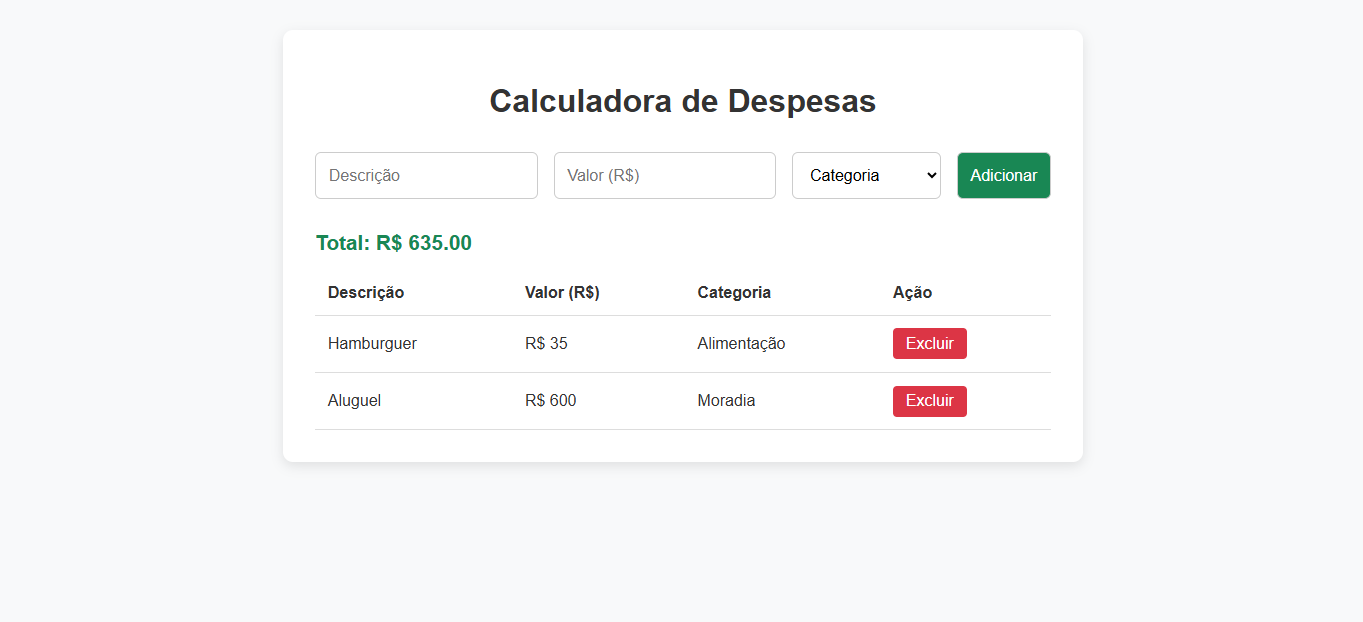 Calculadora de Despesas
Descrição Valor (R$) Categoria Adicionar
Total: R$ 635.00
Descrição Valor (R$) Categoria Ação
Hamburguer R$ 35 Alimentação Excluir
Aluguel R$ 600 Moradia Excluir